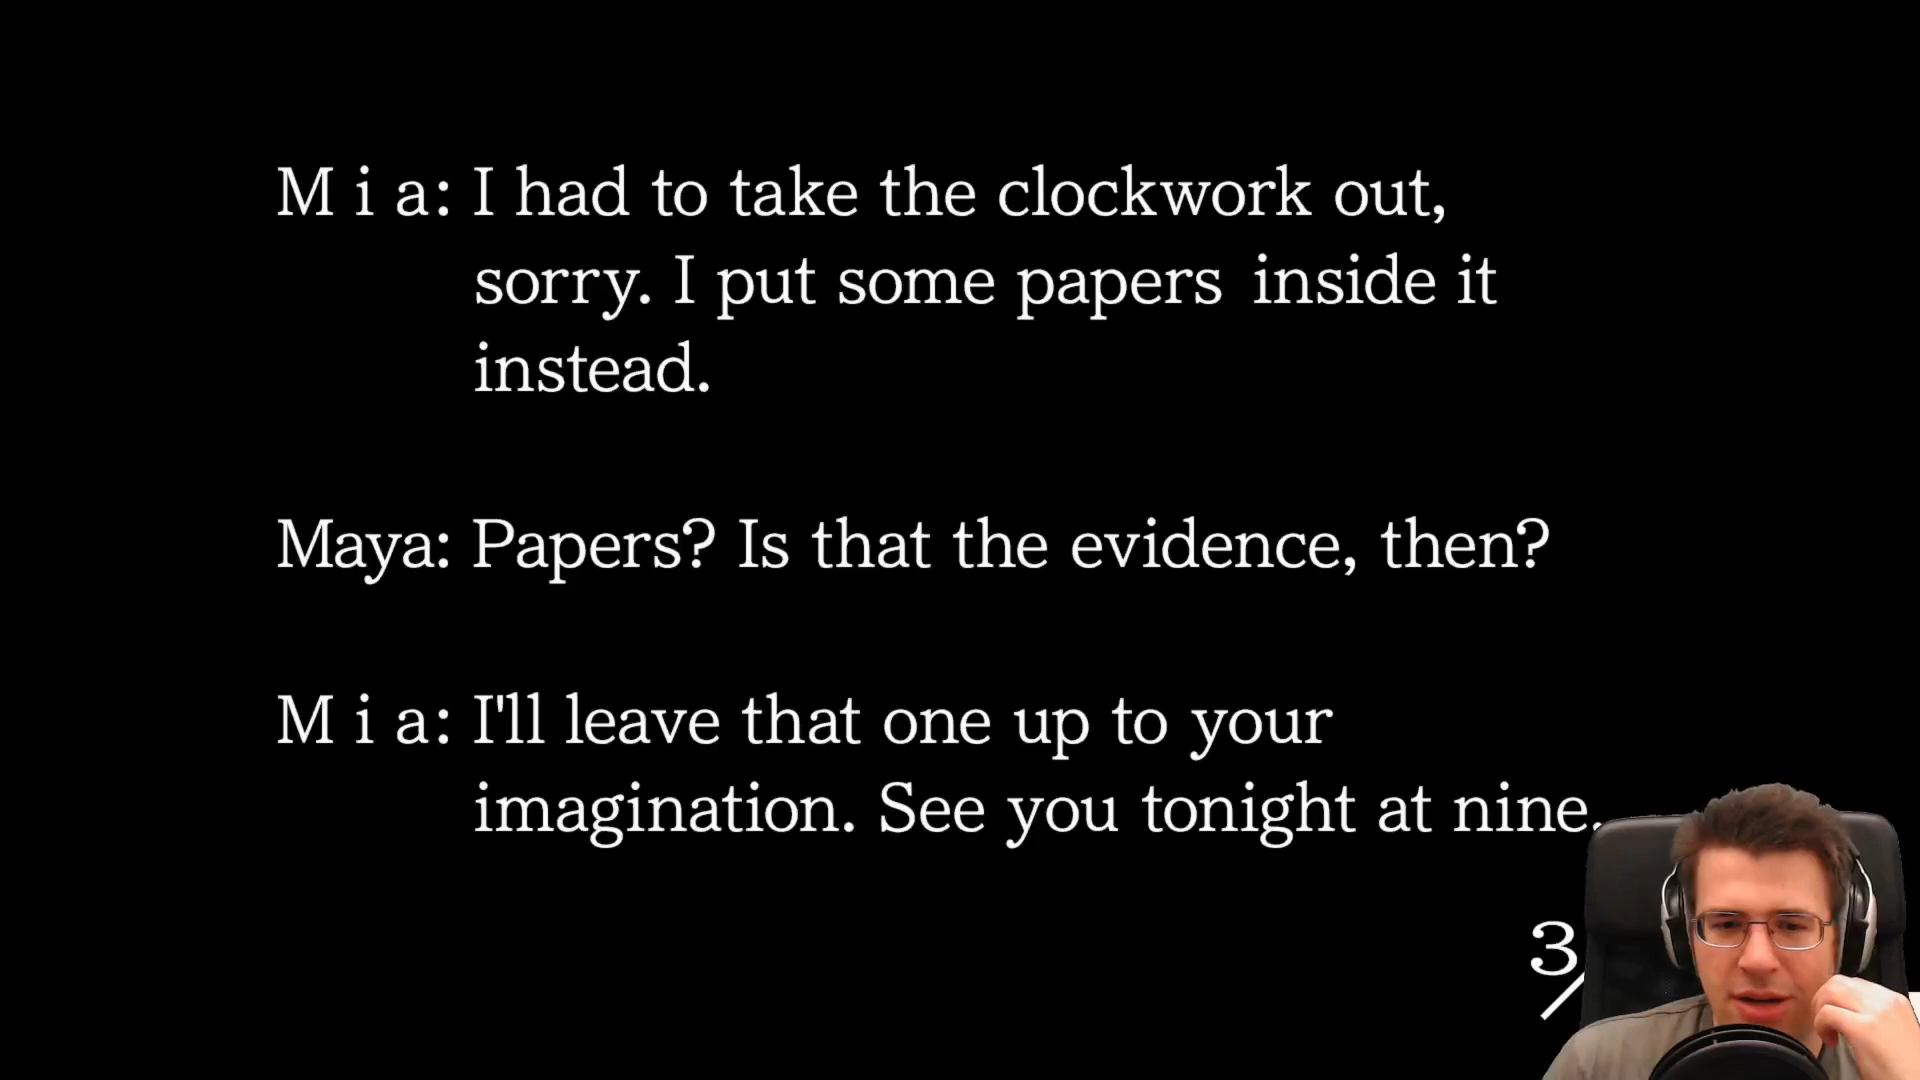 M i a: I had to take the clockwork out,
sorry. I put some papers inside it
instead.
Maya: Papers? Is that the evidence, then?
M i a: I'll leave that one up to your
imagination. See you tonight at nine.
3/